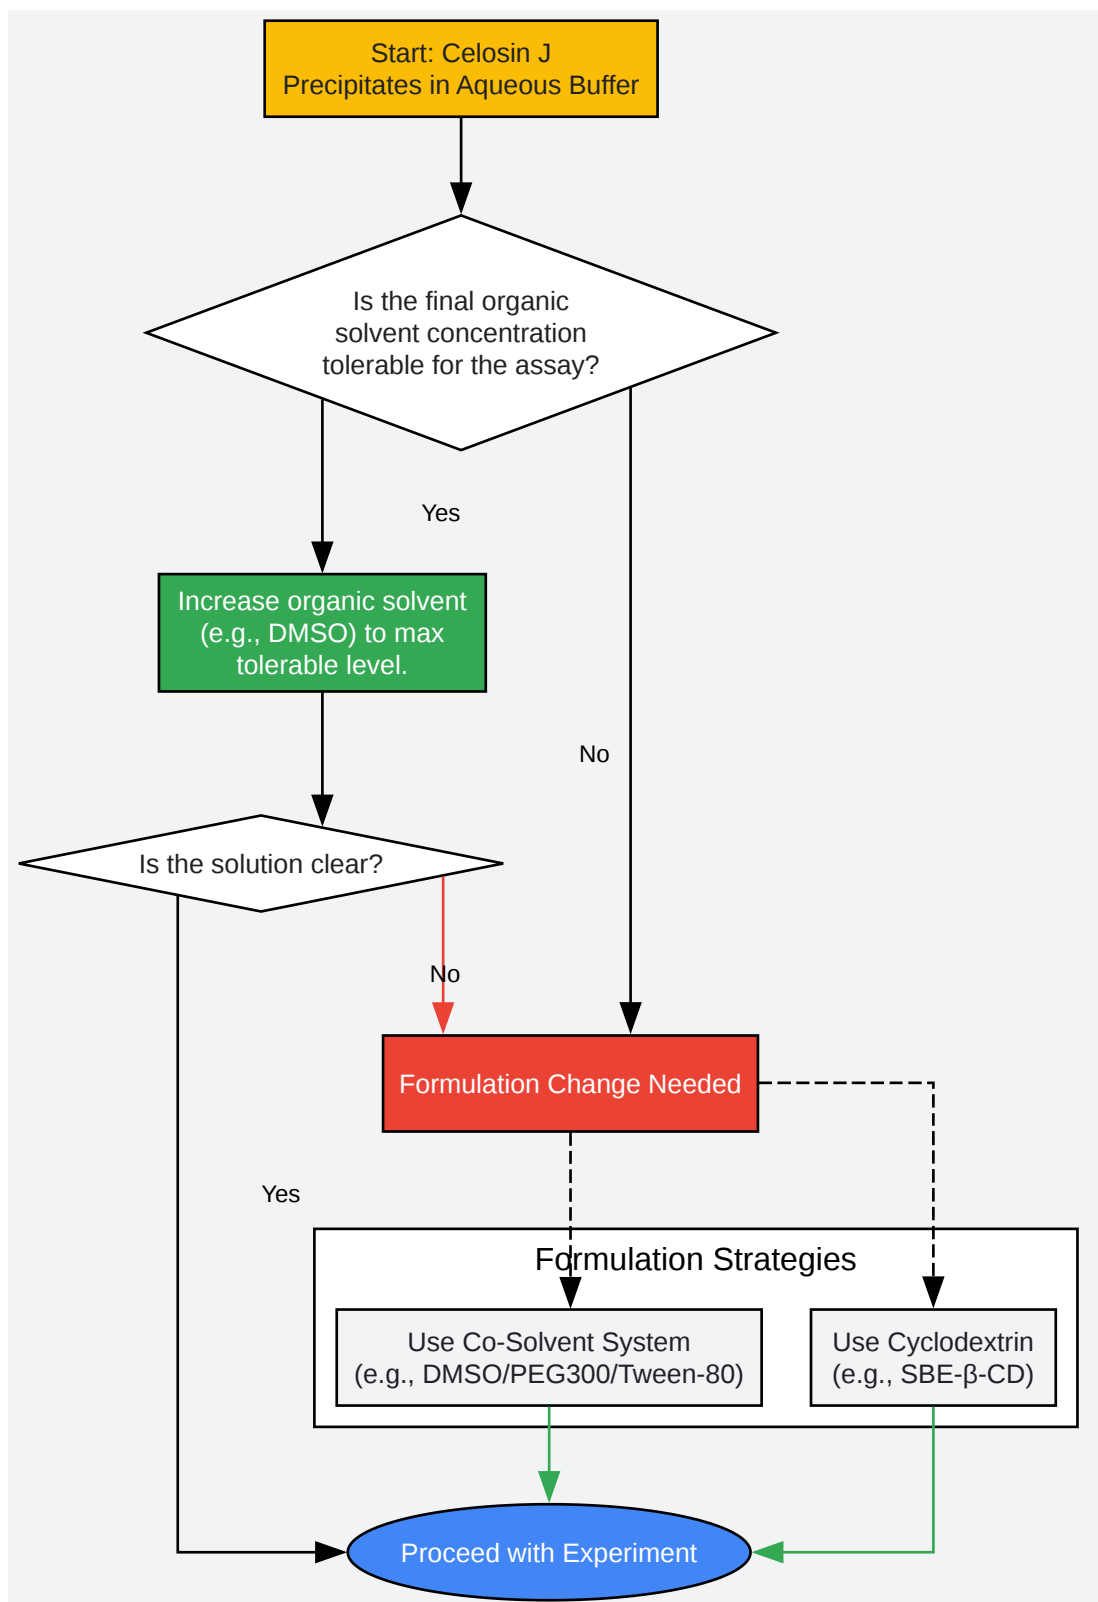 Start: Celosin J
Precipitates in Aqueous Buffer
Is the final organic
solvent concentration
tolerable for the assay?
Yes
Increase organic solvent
(e.g., DMSO) to max
tolerable level.
No
Is the solution clear?
No
Formulation Change Needed
Yes
Formulation Strategies
Use Co-Solvent System
(e.g., DMSO/PEG300/Tween-80)
Use Cyclodextrin
(e.g., SBE-β-CD)
Proceed with Experiment